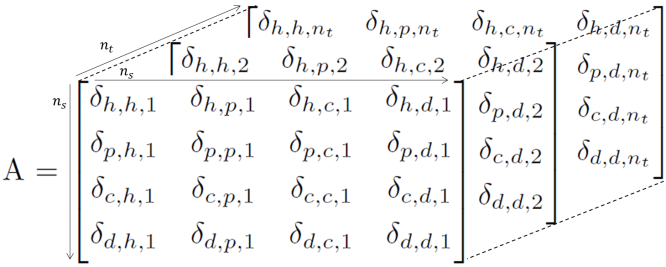 n_t
δ_{h,h,n_t} δ_{h,p,n_t} δ_{h,c,n_t} δ_{h,d,n_t}
n_s
δ_{h,h,2} δ_{h,p,2} δ_{h,c,2} δ_{h,d,2} δ_{p,d,n_t}
n_s
δ_{h,h,1} δ_{h,p,1} δ_{h,c,1} δ_{h,d,1} δ_{p,d,2} δ_{c,d,n_t}
δ_{p,h,1} δ_{p,p,1} δ_{p,c,1} δ_{p,d,1} δ_{c,d,2} δ_{d,d,n_t}
A =
δ_{c,h,1} δ_{c,p,1} δ_{c,c,1} δ_{c,d,1} δ_{d,d,2}
δ_{d,h,1} δ_{d,p,1} δ_{d,c,1} δ_{d,d,1}